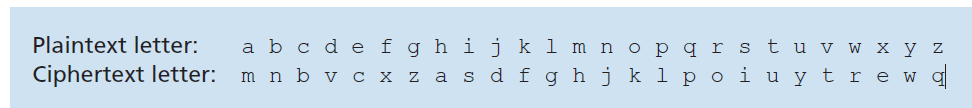 Plaintext letter: a b c d e f g h i j k l m n o p q r s t u v w x y z
Ciphertext letter: m n b v c x z a s d f g h j k l p o i u y t r e w q